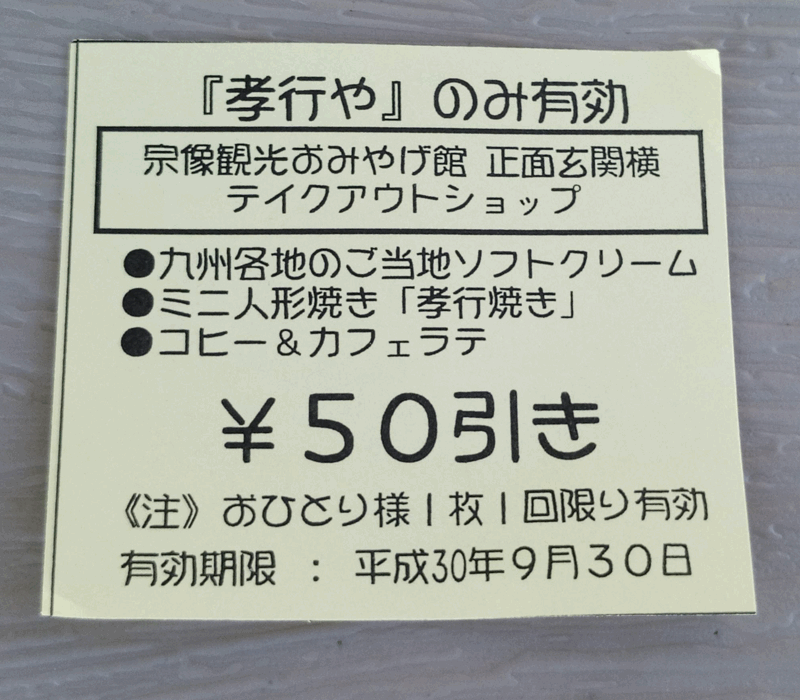 『孝行や』のみ有効
宗像観光おみやげ館 正面玄関横
テイクアウトショップ
●九州各地のご当地ソフトクリーム
●ミニ人形焼き「孝行焼き」
●コヒー＆カフェラテ
￥５０引き
《注》おひとり様１枚１回限り有効
有効期限 ： 平成30年９月３０日